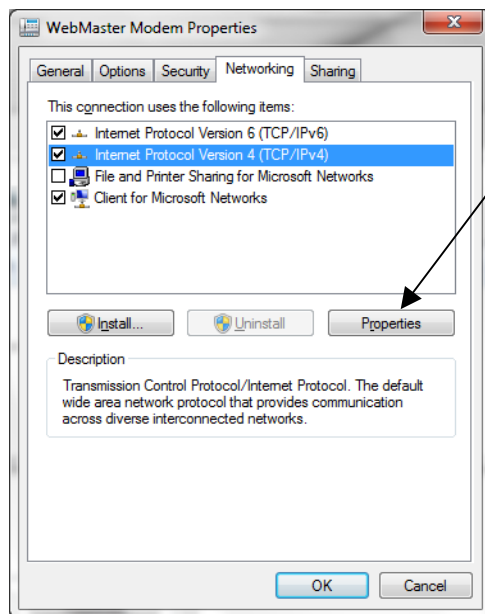 WebMaster Modem Properties
General Options Security Networking Sharing
This connection uses the following items:
Internet Protocol Version 6 (TCP/IPv6)
Internet Protocol Version 4 (TCP/IPv4)
File and Printer Sharing for Microsoft Networks
Client for Microsoft Networks
Install... Uninstall Properties
Description
Transmission Control Protocol/Internet Protocol. The default
wide area network protocol that provides communication
across diverse interconnected networks.
OK Cancel